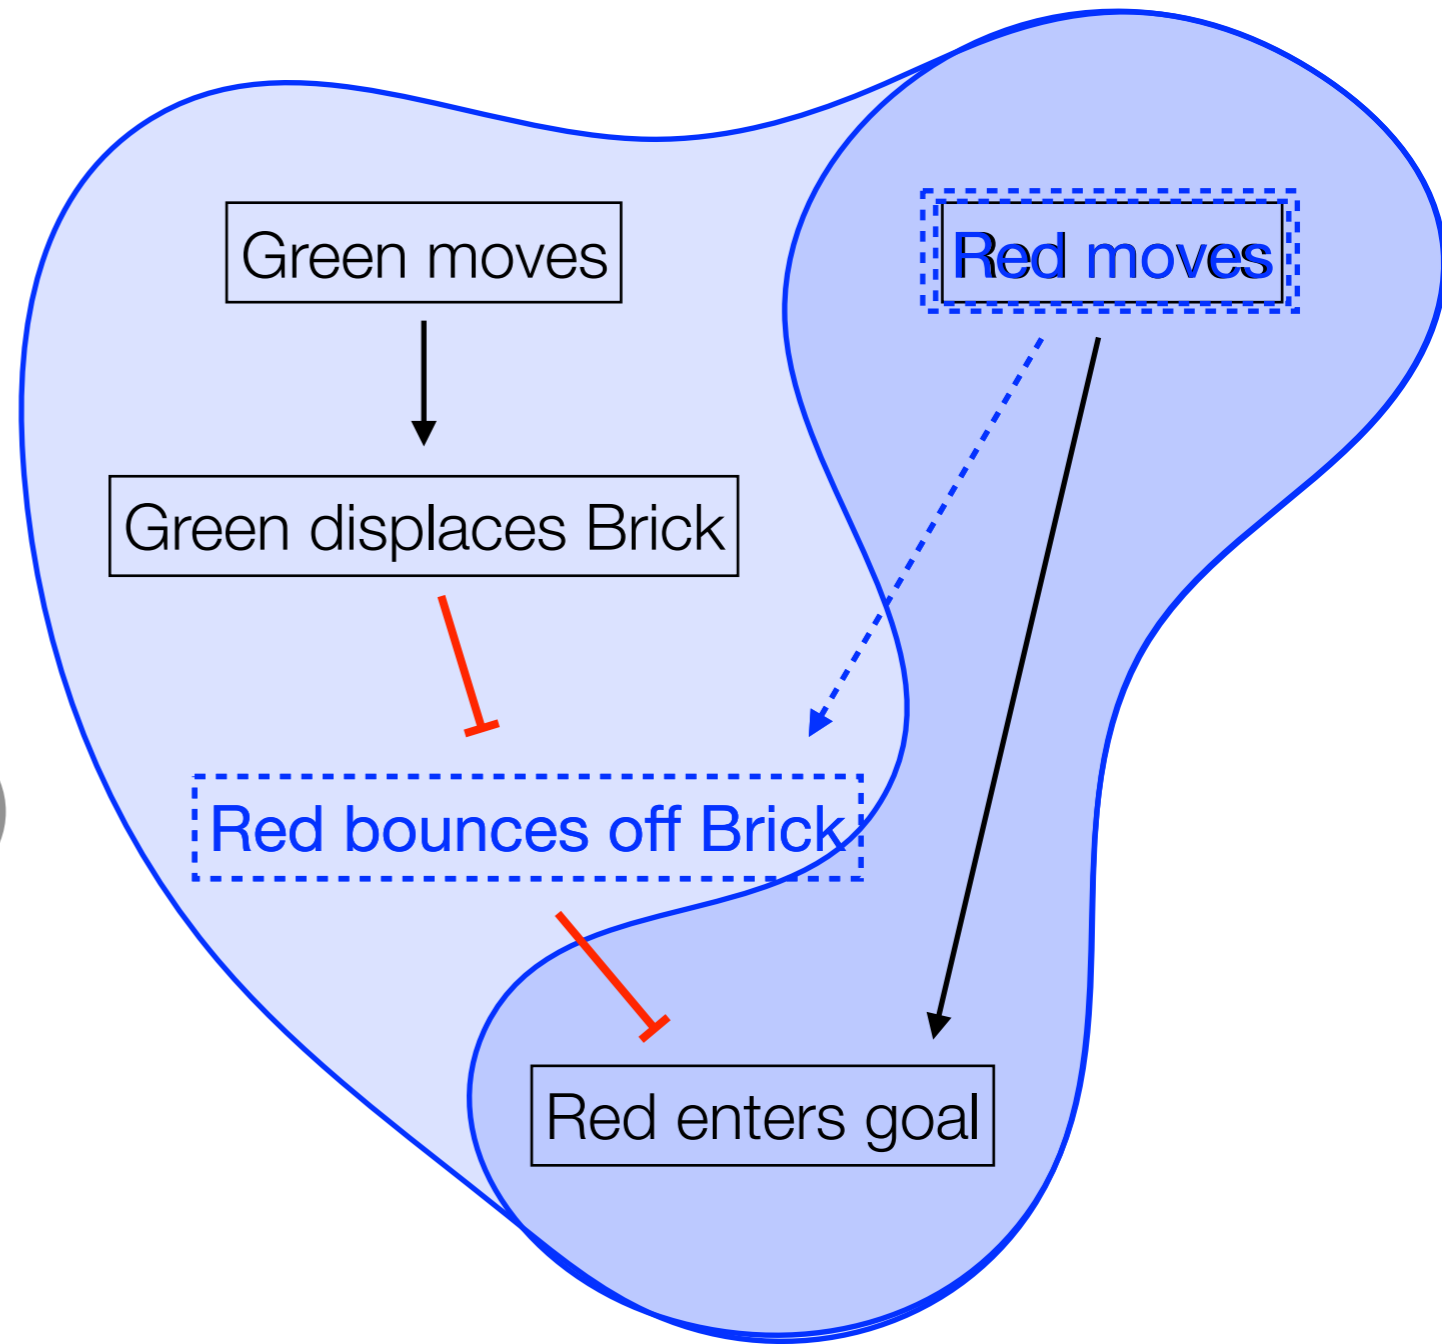 Green moves
Red moves
Green displaces Brick
Red bounces off Brick
Red enters goal